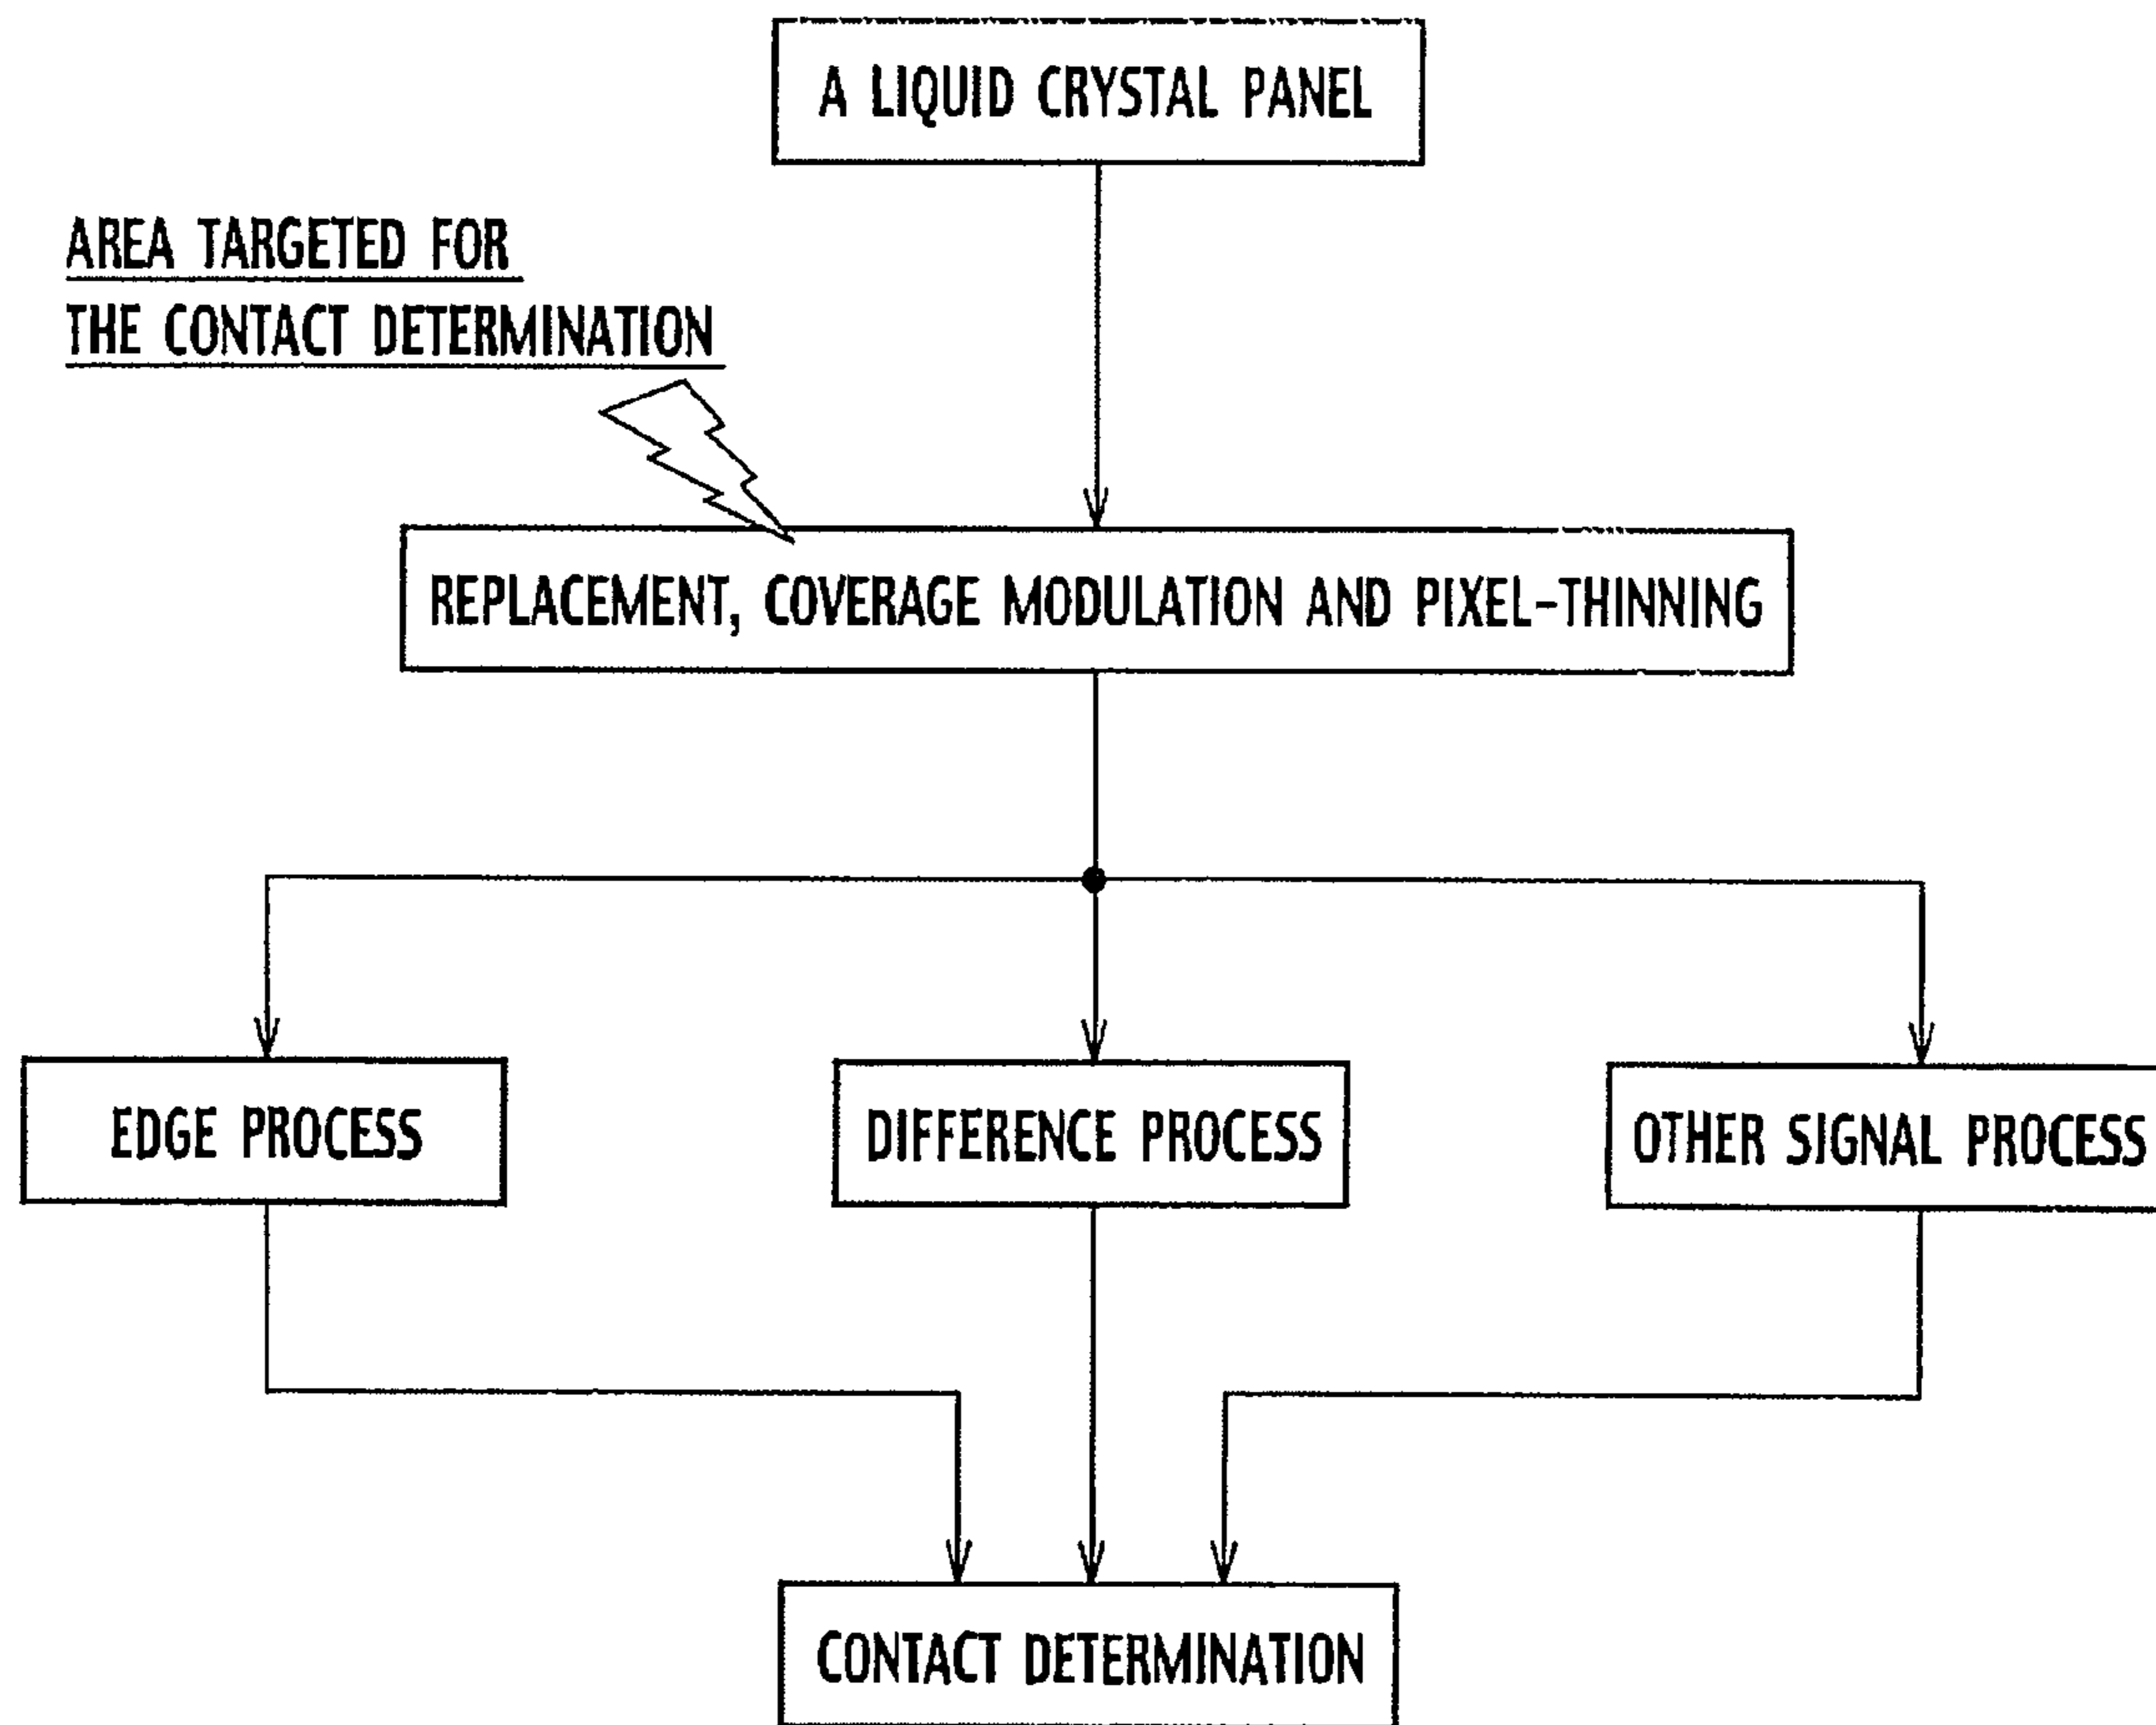 A LIQUID CRYSTAL PANEL
AREA TARGETED FOR
THE CONTACT DETERMINATION
REPLACEMENT, COVERAGE MODULATION AND PIXEL-THINNING
EDGE PROCESS
DIFFERENCE PROCESS
OTHER SIGNAL PROCESS
CONTACT DETERMINATION